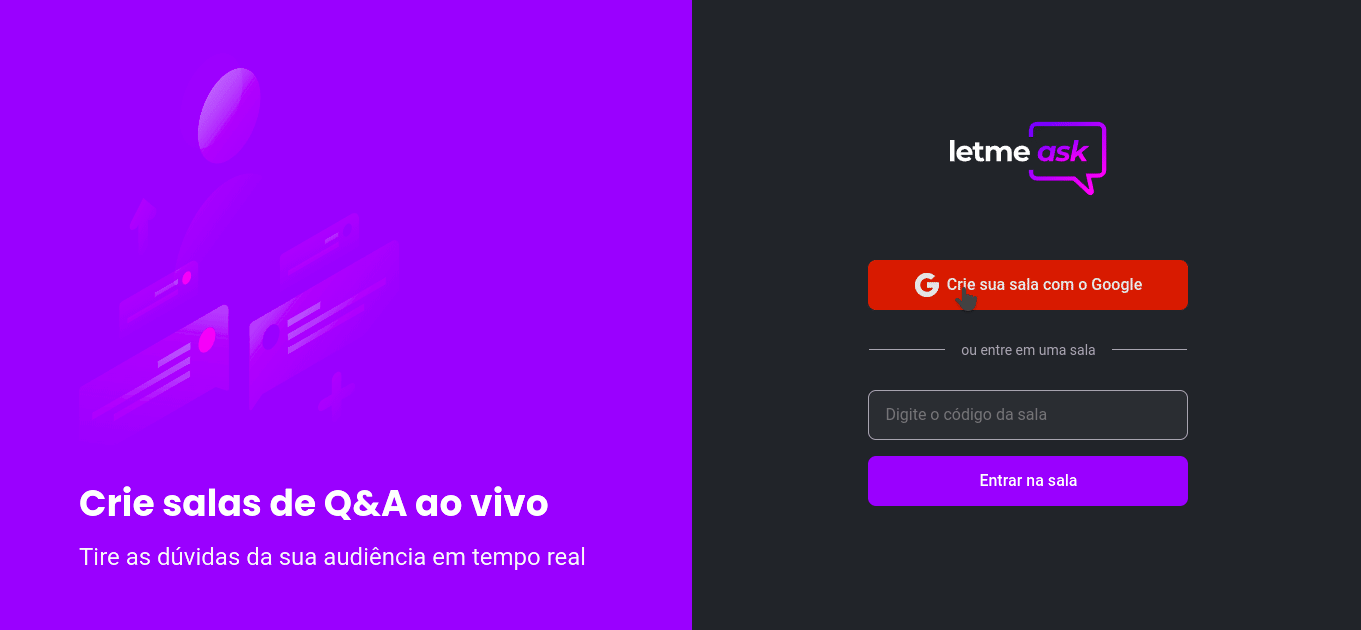 Crie salas de Q&A ao vivo
Tire as dúvidas da sua audiência em tempo real
letme ask
Crie sua sala com o Google
ou entre em uma sala
Digite o código da sala
Entrar na sala